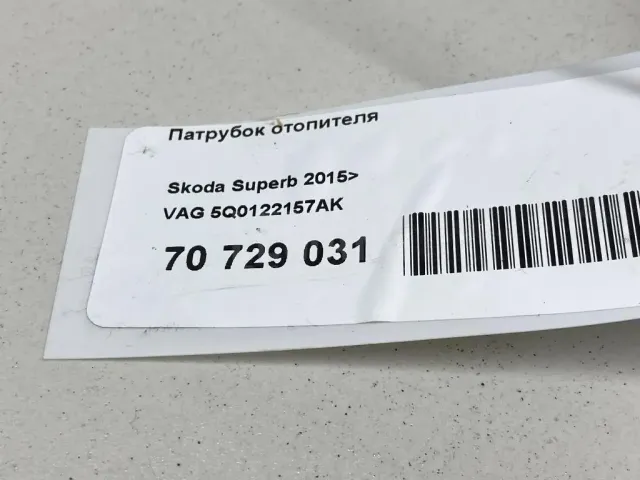 Патрубок отопителя
Skoda Superb 2015>
VAG 5Q0122157AK
70 729 031